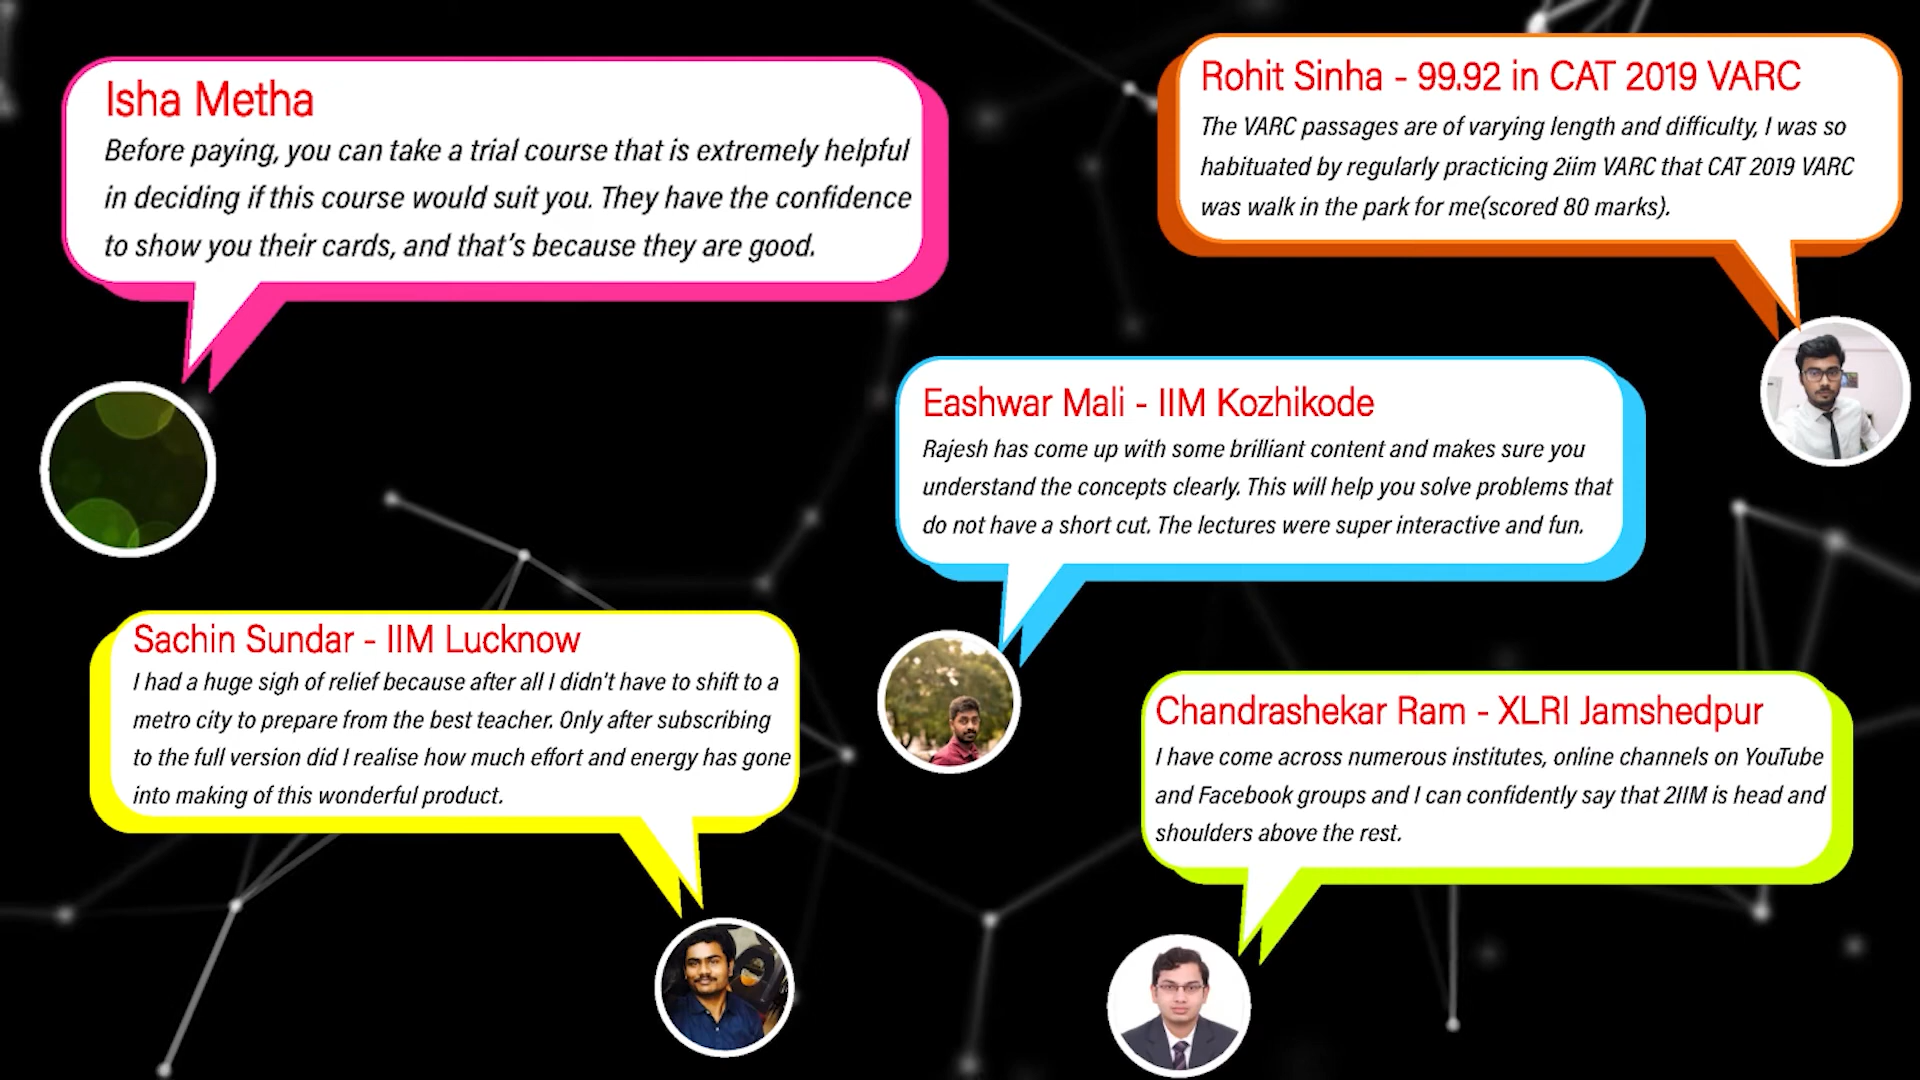 Isha Metha
Before paying, you can take a trial course that is extremely helpful
in deciding if this course would suit you. They have the confidence
to show you their cards, and that's because they are good.
Rohit Sinha - 99.92 in CAT 2019 VARC
The VARC passages are of varying length and difficulty, I was so
habituated by regularly practicing 2iim VARC that CAT 2019 VARC
was walk in the park for me(scored 80 marks).
Eashwar Mali - IIM Kozhikode
Rajesh has come up with some brilliant content and makes sure you
understand the concepts clearly. This will help you solve problems that
do not have a short cut. The lectures were super interactive and fun.
Sachin Sundar - IIM Lucknow
I had a huge sigh of relief because after all I didn't have to shift to a
metro city to prepare from the best teacher. Only after subscribing
to the full version did I realise how much effort and energy has gone
into making of this wonderful product.
Chandrashekar Ram - XLRI Jamshedpur
I have come across numerous institutes, online channels on YouTube
and Facebook groups and I can confidently say that 2IIM is head and
shoulders above the rest.